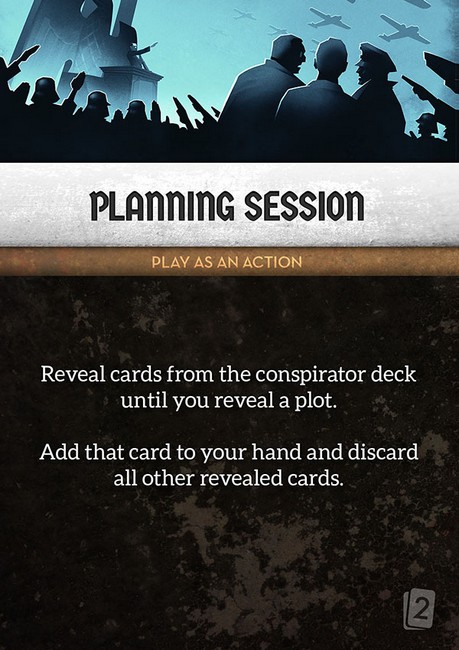 PLANNING SESSION
PLAY AS AN ACTION
Reveal cards from the conspirator deck
until you reveal a plot.
Add that card to your hand and discard
all other revealed cards.
2